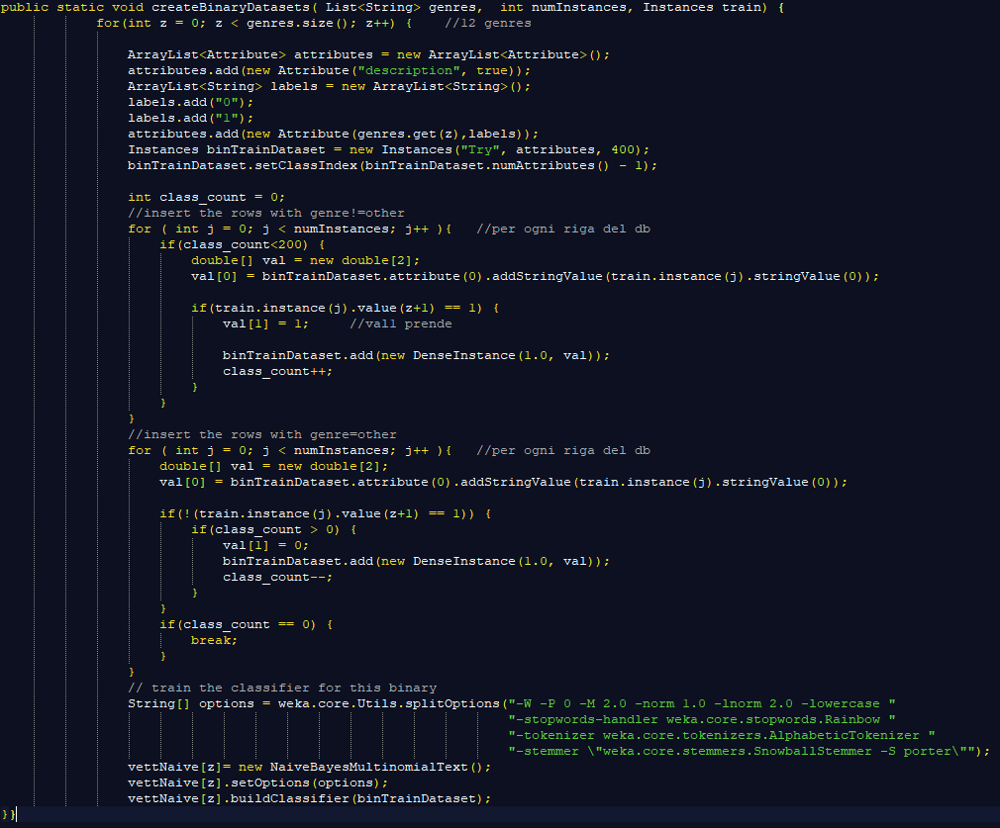 public static void createBinaryDatasets( List<String> genres,  int numInstances, Instances train) {
for(int z = 0; z < genres.size(); z++) {    //12 genres
ArrayList<Attribute> attributes = new ArrayList<Attribute>();
attributes.add(new Attribute("description", true));
ArrayList<String> labels = new ArrayList<String>();
labels.add("0");
labels.add("1");
attributes.add(new Attribute(genres.get(z),labels));
Instances binTrainDataset = new Instances("Try", attributes, 400);
binTrainDataset.setClassIndex(binTrainDataset.numAttributes() - 1);
int class_count = 0;
//insert the rows with genre!=other
for ( int j = 0; j < numInstances; j++ ){   //per ogni riga del db
if(class_count<200) {
double[] val = new double[2];
val[0] = binTrainDataset.attribute(0).addStringValue(train.instance(j).stringValue(0));
if(train.instance(j).value(z+1) == 1) {
val[1] = 1;     //val1 prende
binTrainDataset.add(new DenseInstance(1.0, val));
class_count++;
}
}
}
//insert the rows with genre=other
for ( int j = 0; j < numInstances; j++ ){   //per ogni riga del db
double[] val = new double[2];
val[0] = binTrainDataset.attribute(0).addStringValue(train.instance(j).stringValue(0));
if(!(train.instance(j).value(z+1) == 1)) {
if(class_count > 0) {
val[1] = 0;
binTrainDataset.add(new DenseInstance(1.0, val));
class_count--;
}
}
if(class_count == 0) {
break;
}
}
// train the classifier for this binary
String[] options = weka.core.Utils.splitOptions("-W -P 0 -M 2.0 -norm 1.0 -lnorm 2.0 -lowercase "
"-stopwords-handler weka.core.stopwords.Rainbow "
"-tokenizer weka.core.tokenizers.AlphabeticTokenizer "
"-stemmer \"weka.core.stemmers.SnowballStemmer -S porter\"");
vettNaive[z]= new NaiveBayesMultinomialText();
vettNaive[z].setOptions(options);
vettNaive[z].buildClassifier(binTrainDataset);
}}